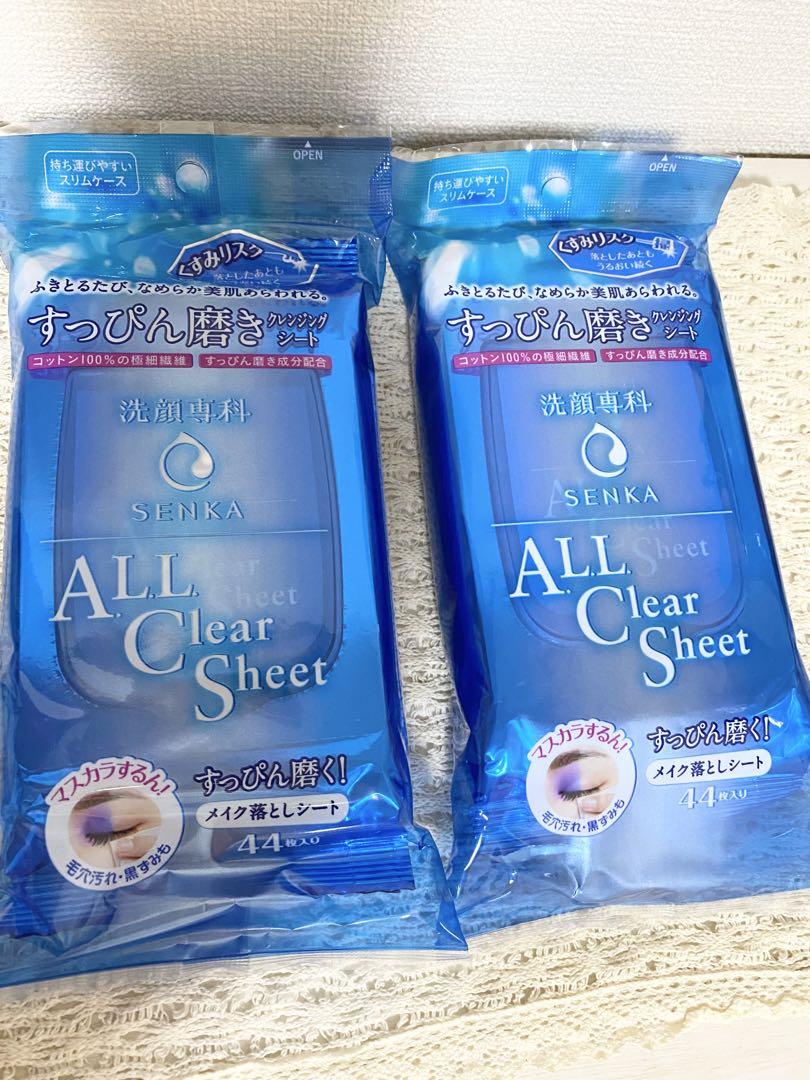 持ち運びやすい
スリムケース
OPEN
くすみリスク
落としたあとも
ふきとるたび、なめらか美肌あらわれる。
すっぴん磨き クレンジング
シート
コットン100%の極細繊維 すっぴん磨き成分配合
洗顔専科
SENKA
A.L.L.
Clear
Sheet
マスカラするん!
毛穴汚れ・黒ずみも
すっぴん磨く!
メイク落としシート
44枚入り
持ち運びやすい
スリムケース
OPEN
くすみリスク
落としたあとも
うるおい続く
ふきとるたび、なめらか美肌あらわれる。
すっぴん磨き クレンジング
シート
コットン100%の極細繊維 すっぴん磨き成分配合
洗顔専科
SENKA
A.L.L.
Clear
Sheet
マスカラするん!
毛穴汚れ・黒ずみも
すっぴん磨く!
メイク落としシート
44枚入り